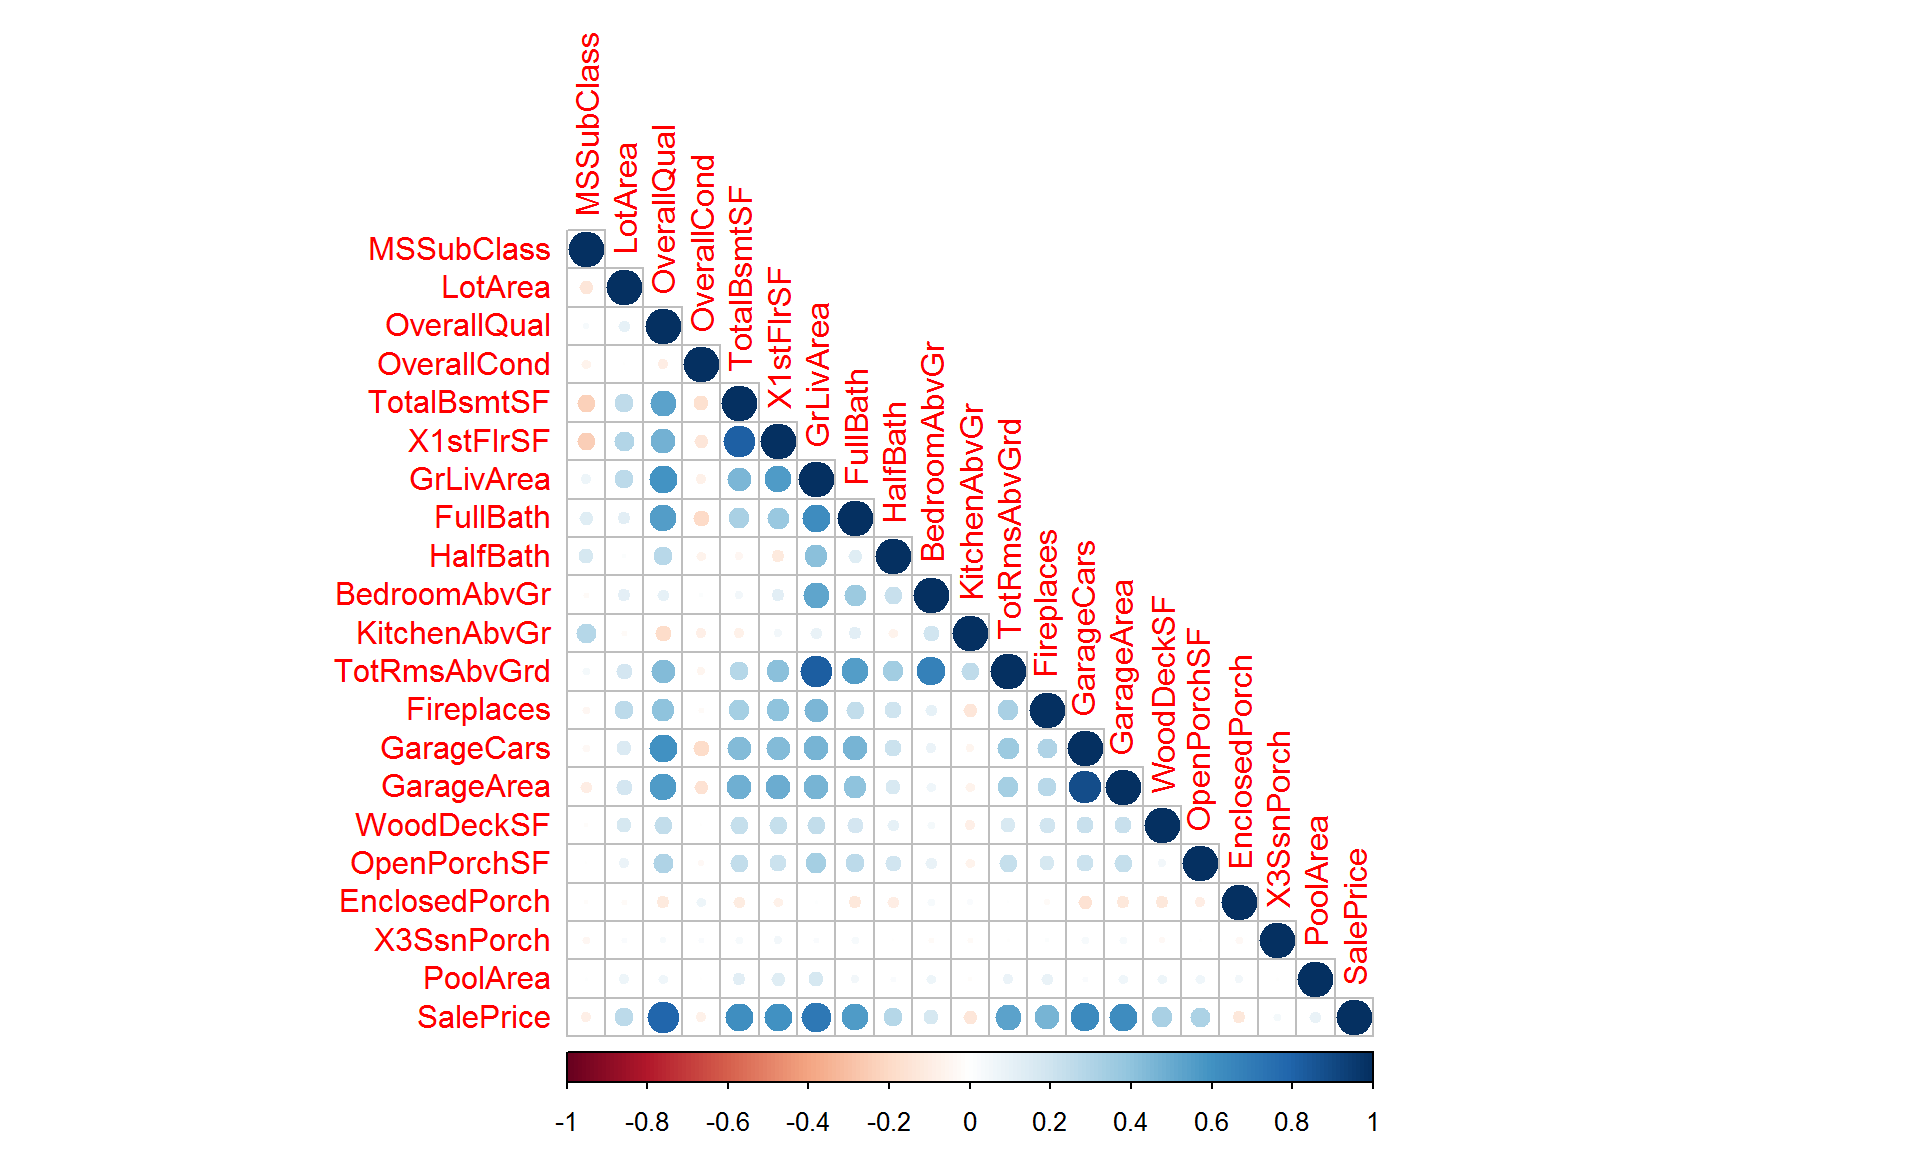 MSSubClass
LotArea
OverallQual
OverallCond
TotalBsmtSF
X1stFlrSF
GrLivArea
FullBath
HalfBath
BedroomAbvGr
KitchenAbvGr
TotRmsAbvGrd
Fireplaces
GarageCars
GarageArea
WoodDeckSF
OpenPorchSF
EnclosedPorch
X3SsnPorch
PoolArea
SalePrice
MSSubClass
LotArea
OverallQual
OverallCond
TotalBsmtSF
X1stFlrSF
GrLivArea
FullBath
HalfBath
BedroomAbvGr
KitchenAbvGr
TotRmsAbvGrd
Fireplaces
GarageCars
GarageArea
WoodDeckSF
OpenPorchSF
EnclosedPorch
X3SsnPorch
PoolArea
SalePrice
-1 -0.8 -0.6 -0.4 -0.2 0 0.2 0.4 0.6 0.8 1